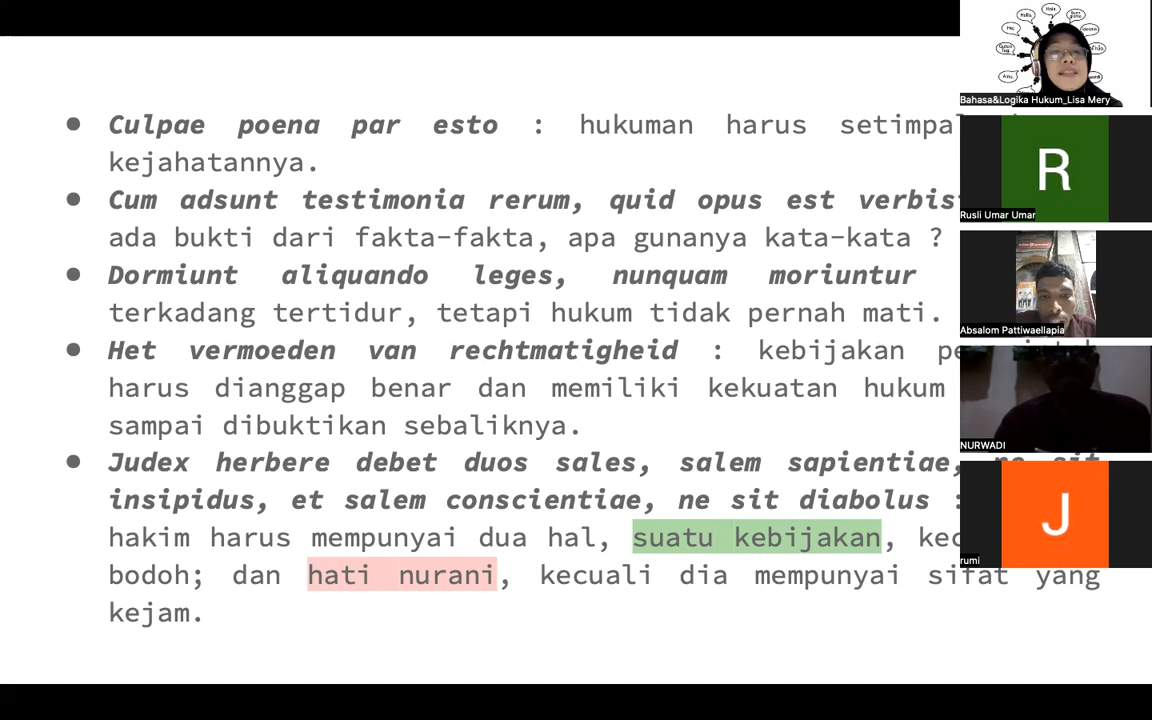 ● Culpae poena par esto : hukuman harus setimpal
kejahatannya.
● Cum adsunt testimonia rerum, quid opus est verbis
ada bukti dari fakta-fakta, apa gunanya kata-kata ?
● Dormiunt aliquando leges, nunquam moriuntur
terkadang tertidur, tetapi hukum tidak pernah mati.
● Het vermoeden van rechtmatigheid : kebijakan
harus dianggap benar dan memiliki kekuatan hukum
sampai dibuktikan sebaliknya.
● Judex herbere debet duos sales, salem sapientiae, ne sit
insipidus, et salem conscientiae, ne sit diabolus :
hakim harus mempunyai dua hal, suatu kebijakan,
bodoh; dan hati nurani, kecuali dia mempunyai sifat yang
kejam.
Bahasa&Logika Hukum_Lisa Mery
R
Rusli Umar Umar
Absalom Pattiwaellapia
NURWADI
J
rumi